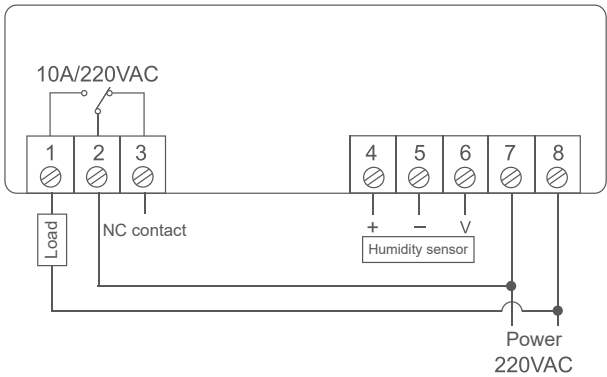 10A/220VAC
1 2 3 4 5 6 7 8
+ − V
Load
NC contact
Humidity sensor
Power
220VAC